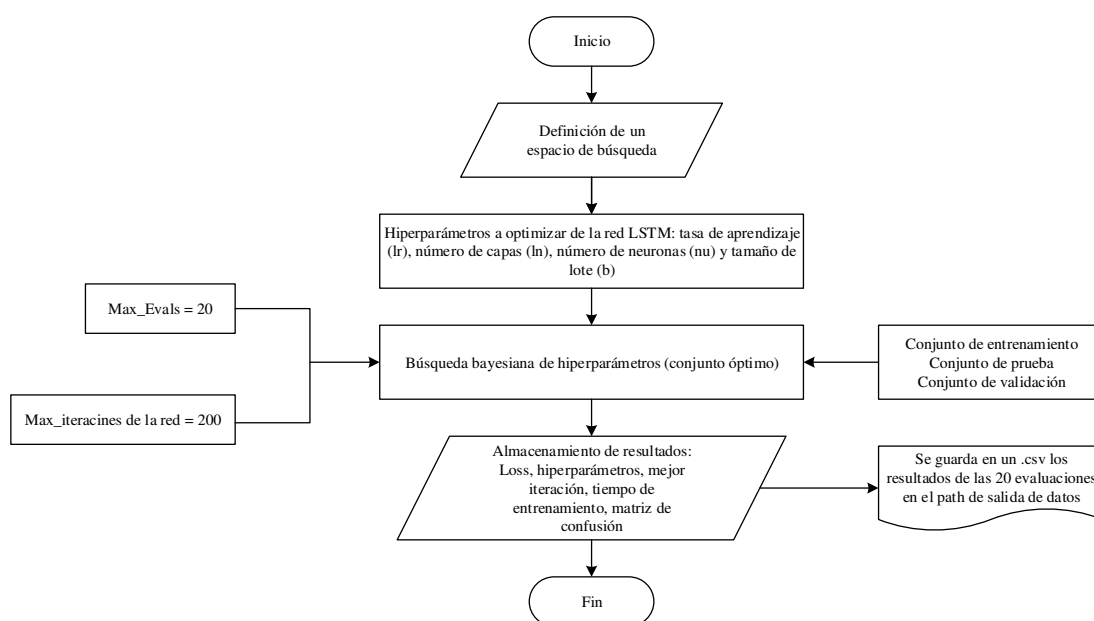 Inicio
Definición de un
espacio de búsqueda
Hiperparámetros a optimizar de la red LSTM: tasa de aprendizaje
(lr), número de capas (ln), número de neuronas (nu) y tamaño de
lote (b)
Max_Evals = 20
Max_iteracines de la red = 200
Búsqueda bayesiana de hiperparámetros (conjunto óptimo)
Conjunto de entrenamiento
Conjunto de prueba
Conjunto de validación
Almacenamiento de resultados:
Loss, hiperparámetros, mejor
iteración, tiempo de
entrenamiento, matriz de
confusión
Se guarda en un .csv los
resultados de las 20 evaluaciones
en el path de salida de datos
Fin